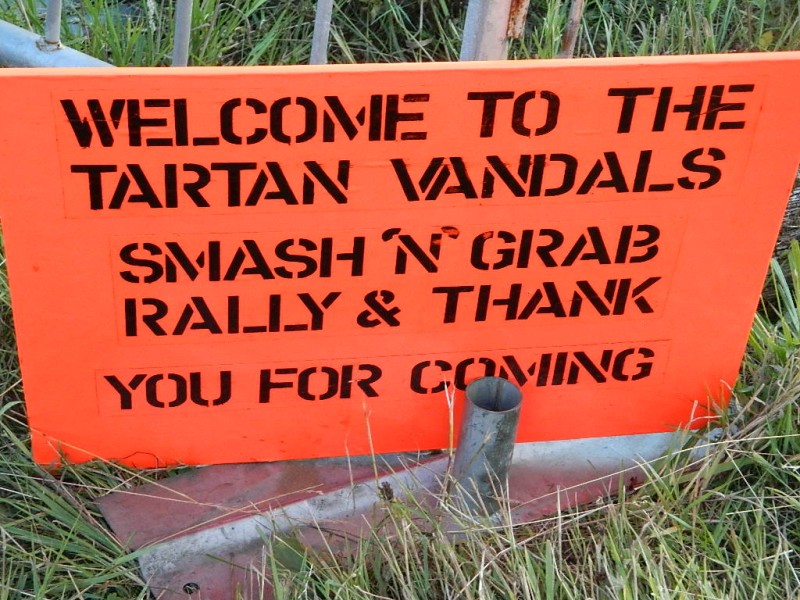 WELCOME TO THE
TARTAN VANDALS
SMASH 'N' GRAB
RALLY & THANK
YOU FOR COMING